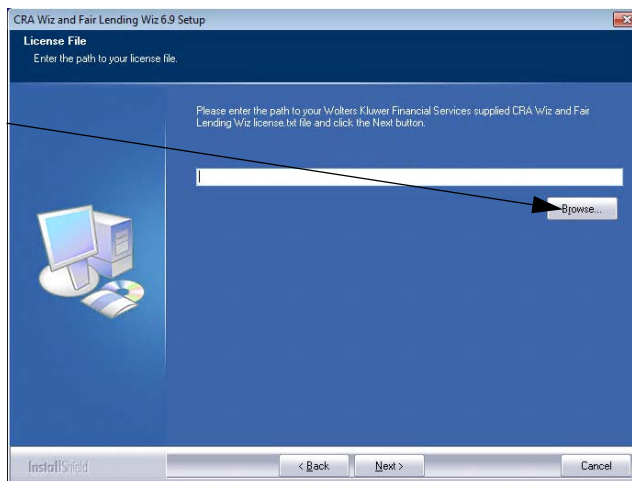 CRA Wiz and Fair Lending Wiz 6.9 Setup
License File
Enter the path to your license file.
Please enter the path to your Wolters Kluwer Financial Services supplied CRA Wiz and Fair
Lending Wiz license.txt file and click the Next button.
Browse...
InstallShield
< Back
Next >
Cancel